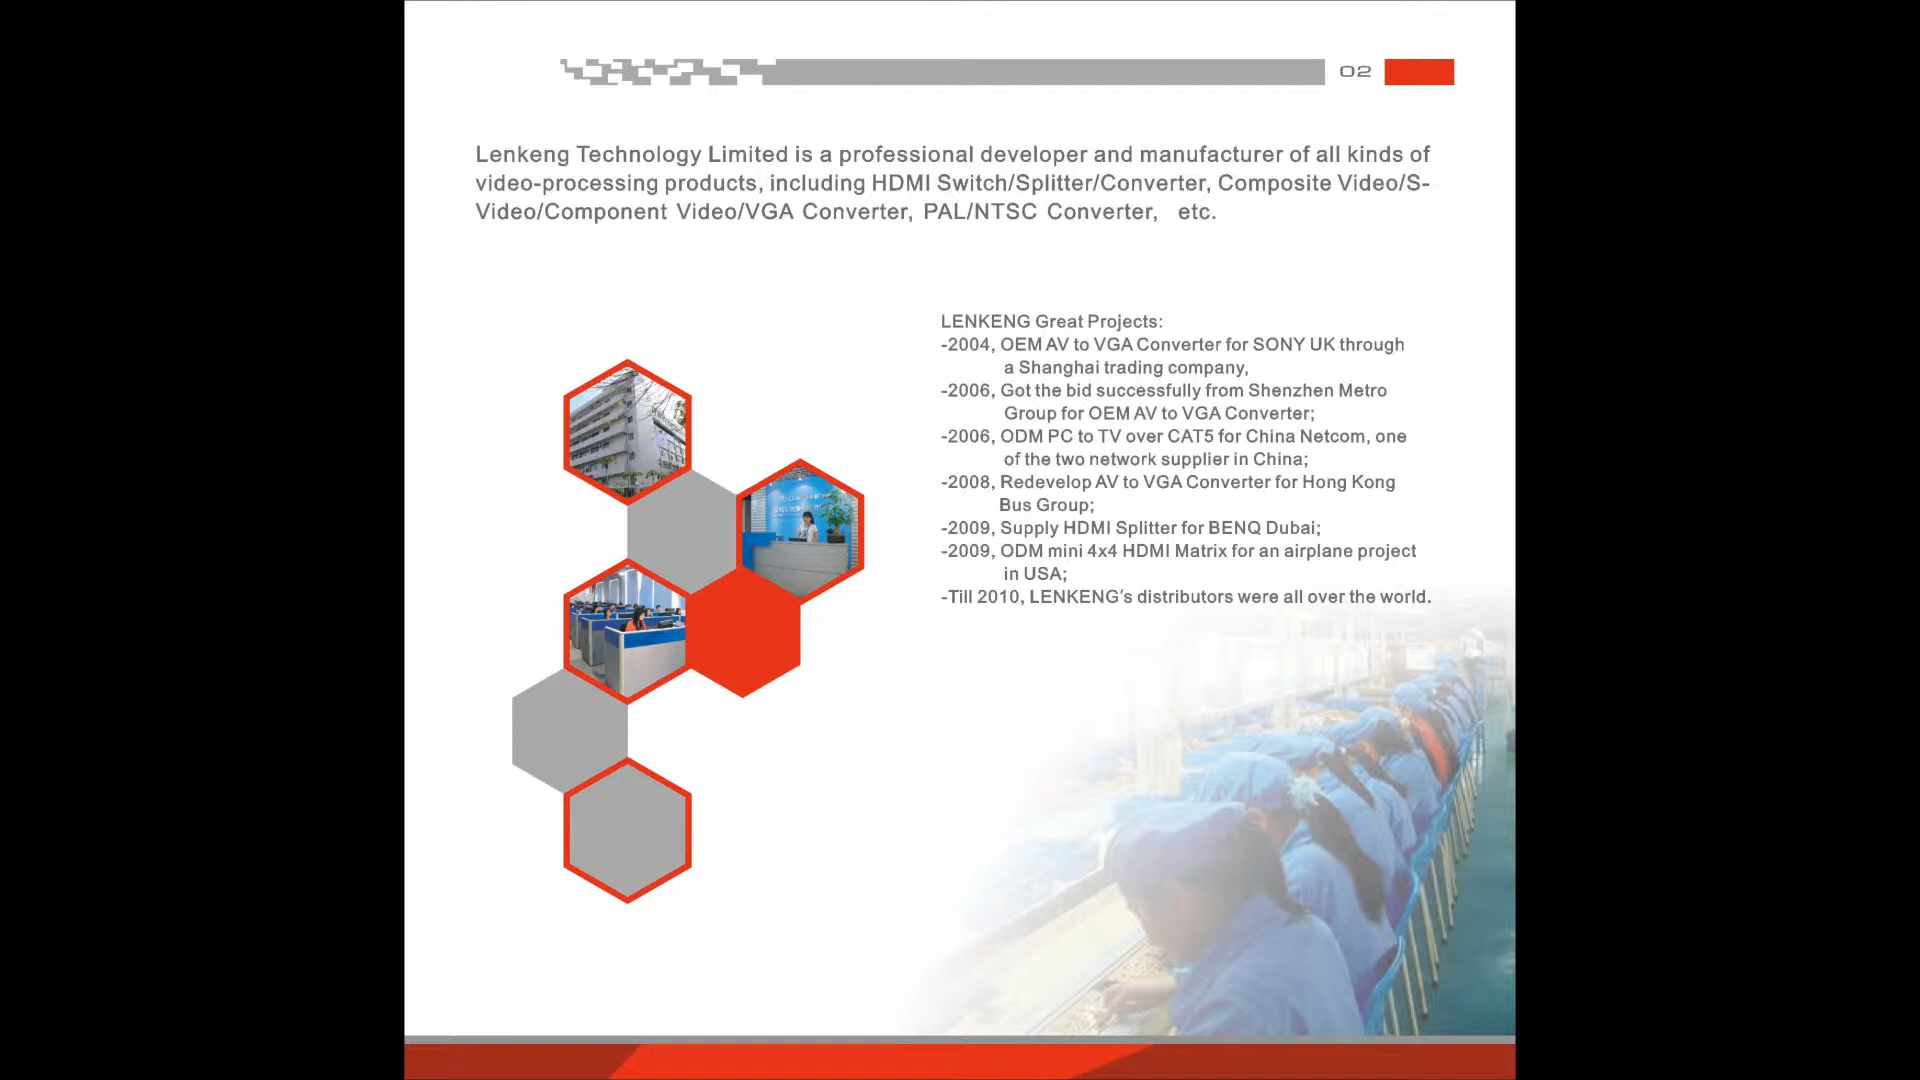 02
Lenkeng Technology Limited is a professional developer and manufacturer of all kinds of
video-processing products, including HDMI Switch/Splitter/Converter, Composite Video/S-
Video/Component Video/VGA Converter, PAL/NTSC Converter, etc.
LENKENG Great Projects:
-2004, OEM AV to VGA Converter for SONY UK through
a Shanghai trading company,
-2006, Got the bid successfully from Shenzhen Metro
Group for OEM AV to VGA Converter;
-2006, ODM PC to TV over CAT5 for China Netcom, one
of the two network supplier in China;
-2008, Redevelop AV to VGA Converter for Hong Kong
Bus Group;
-2009, Supply HDMI Splitter for BENQ Dubai;
-2009, ODM mini 4x4 HDMI Matrix for an airplane project
in USA;
-Till 2010, LENKENG's distributors were all over the world.